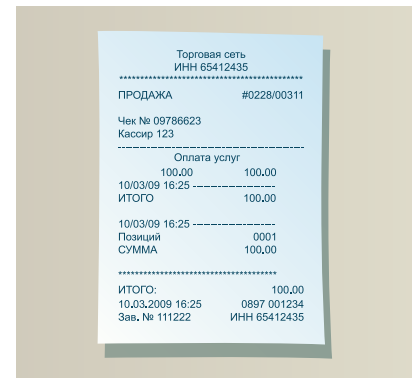 Торговая сеть
ИНН 65412435
********************************************
ПРОДАЖА #0228/00311
Чек № 09786623
Кассир 123
--------------------------------------------
Оплата услуг
100.00 100.00
10/03/09 16:25 --------------------
ИТОГО 100.00
10/03/09 16:25 --------------------
Позиций 0001
СУММА 100.00
**************************************
ИТОГО: 100.00
10.03.2009 16:25 0897 001234
Зав. № 111222 ИНН 65412435